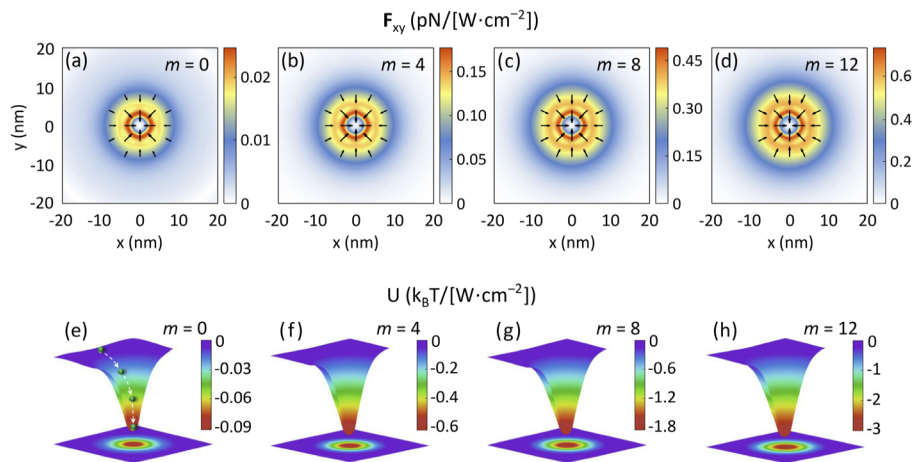 F_xy (pN/[W·cm⁻²])
(a) m = 0
(b) m = 4
(c) m = 8
(d) m = 12
y (nm)
20
10
0
-10
-20
-20 -10 0 10 20
x (nm)
0.02
0.01
0
-20 -10 0 10 20
x (nm)
0.15
0.10
0.05
0
-20 -10 0 10 20
x (nm)
0.45
0.30
0.15
0
-20 -10 0 10 20
x (nm)
0.6
0.4
0.2
0
U (k_BT/[W·cm⁻²])
(e) m = 0
0
-0.03
-0.06
-0.09
(f) m = 4
0
-0.2
-0.4
-0.6
(g) m = 8
0
-0.6
-1.2
-1.8
(h) m = 12
0
-1
-2
-3